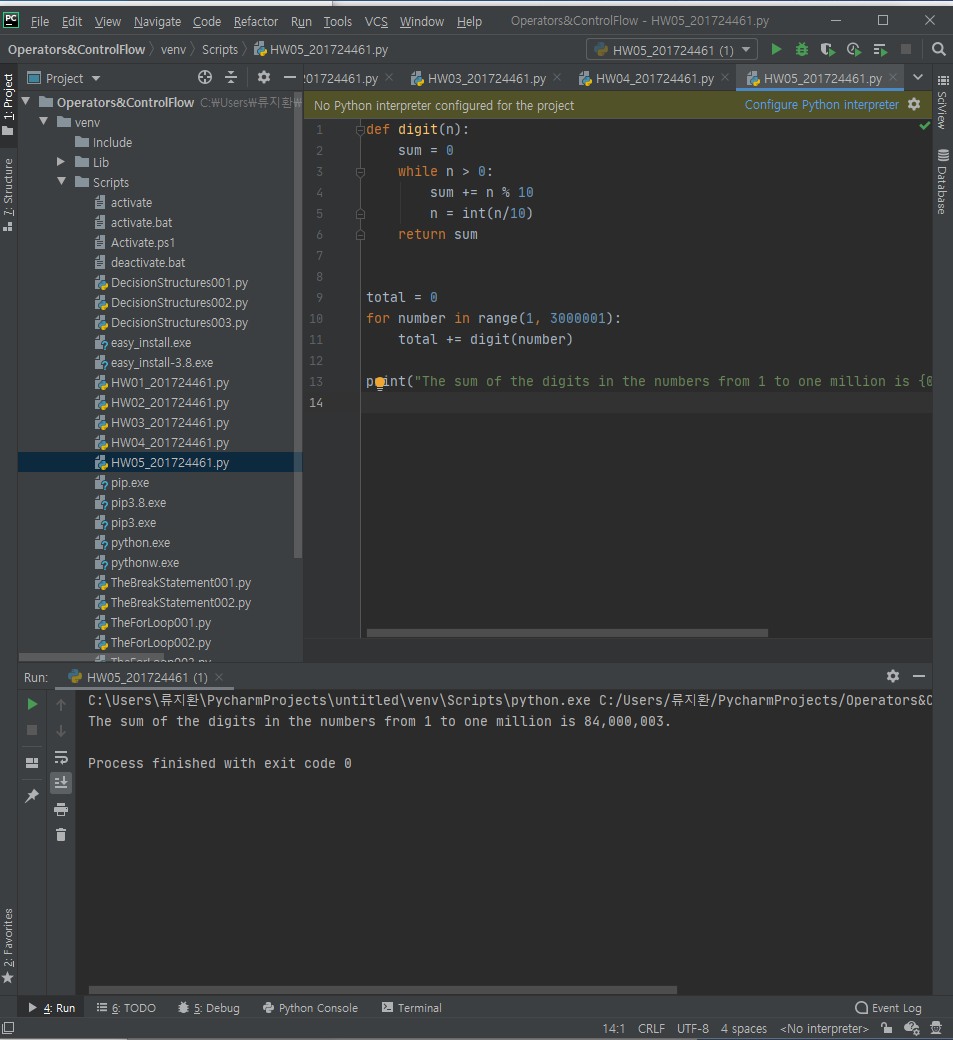 PC File Edit View Navigate Code Refactor Run Tools VCS Window Help Operators&ControlFlow - HW05_201724461.py
Operators&ControlFlow venv Scripts HW05_201724461.py HW05_201724461 (1)
1: Project
7: Structure
2: Favorites
Project
Operators&ControlFlow C:₩Users₩류지환₩
venv
Include
Lib
Scripts
activate
activate.bat
Activate.ps1
deactivate.bat
DecisionStructures001.py
DecisionStructures002.py
DecisionStructures003.py
easy_install.exe
easy_install-3.8.exe
HW01_201724461.py
HW02_201724461.py
HW03_201724461.py
HW04_201724461.py
HW05_201724461.py
pip.exe
pip3.8.exe
pip3.exe
python.exe
pythonw.exe
TheBreakStatement001.py
TheBreakStatement002.py
TheForLoop001.py
TheForLoop002.py
201724461.py HW03_201724461.py HW04_201724461.py HW05_201724461.py
No Python interpreter configured for the project Configure Python interpreter
1 def digit(n):
2 sum = 0
3 while n > 0:
4 sum += n % 10
5 n = int(n/10)
6 return sum
7
8
9 total = 0
10 for number in range(1, 3000001):
11 total += digit(number)
12
13 print("The sum of the digits in the numbers from 1 to one million is {0
14
SciView
Database
Run: HW05_201724461 (1)
C:\Users\류지환\PycharmProjects\untitled\venv\Scripts\python.exe C:/Users/류지환/PycharmProjects/Operators&C
The sum of the digits in the numbers from 1 to one million is 84,000,003.
Process finished with exit code 0
4: Run 6: TODO 5: Debug Python Console Terminal Event Log
14:1 CRLF UTF-8 4 spaces <No interpreter>